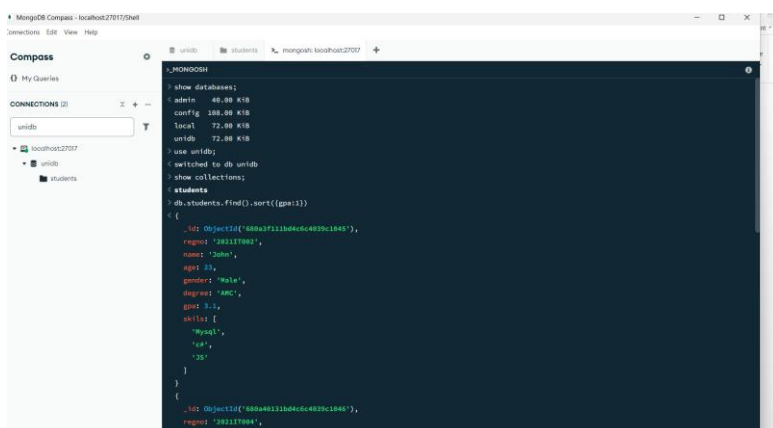 MongoDB Compass - localhost:27017/Shell
Connections Edit View Help
Compass
{} My Queries
CONNECTIONS (2)
unidb
localhost:27017
unidb
students
unidb students >_ mongosh: localhost:27017 +
>_MONGOSH
> show databases;
< admin 40.00 KiB
config 108.00 KiB
local 72.00 KiB
unidb 72.00 KiB
> use unidb;
< switched to db unidb
> show collections;
< students
> db.students.find().sort({gpa:1})
< {
_id: ObjectId('680a3f111bd4c6c4039c1045'),
regno: '2021IT002',
name: 'John',
age: 23,
gender: 'Male',
degree: 'AMC',
gpa: 3.1,
skils: [
'Mysql',
'c#',
'JS'
]
}
{
_id: ObjectId('680a40131bd4c6c4039c1046'),
regno: '2021IT004',